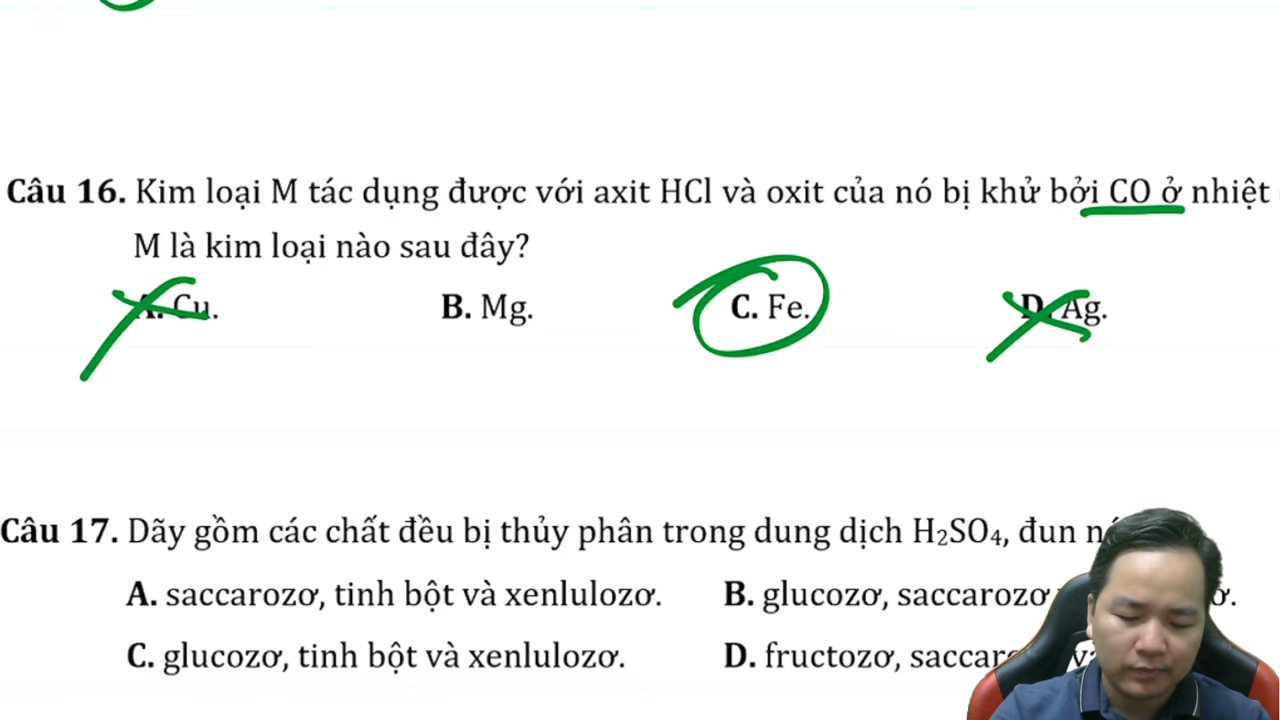 Câu 16. Kim loại M tác dụng được với axit HCl và oxit của nó bị khử bởi CO ở nhiệt
M là kim loại nào sau đây?
A. Cu. B. Mg. C. Fe. D. Ag.
Câu 17. Dãy gồm các chất đều bị thủy phân trong dung dịch H₂SO₄, đun
A. saccarozơ, tinh bột và xenlulozơ. B. glucozơ, saccarozơ
C. glucozơ, tinh bột và xenlulozơ. D. fructozơ,